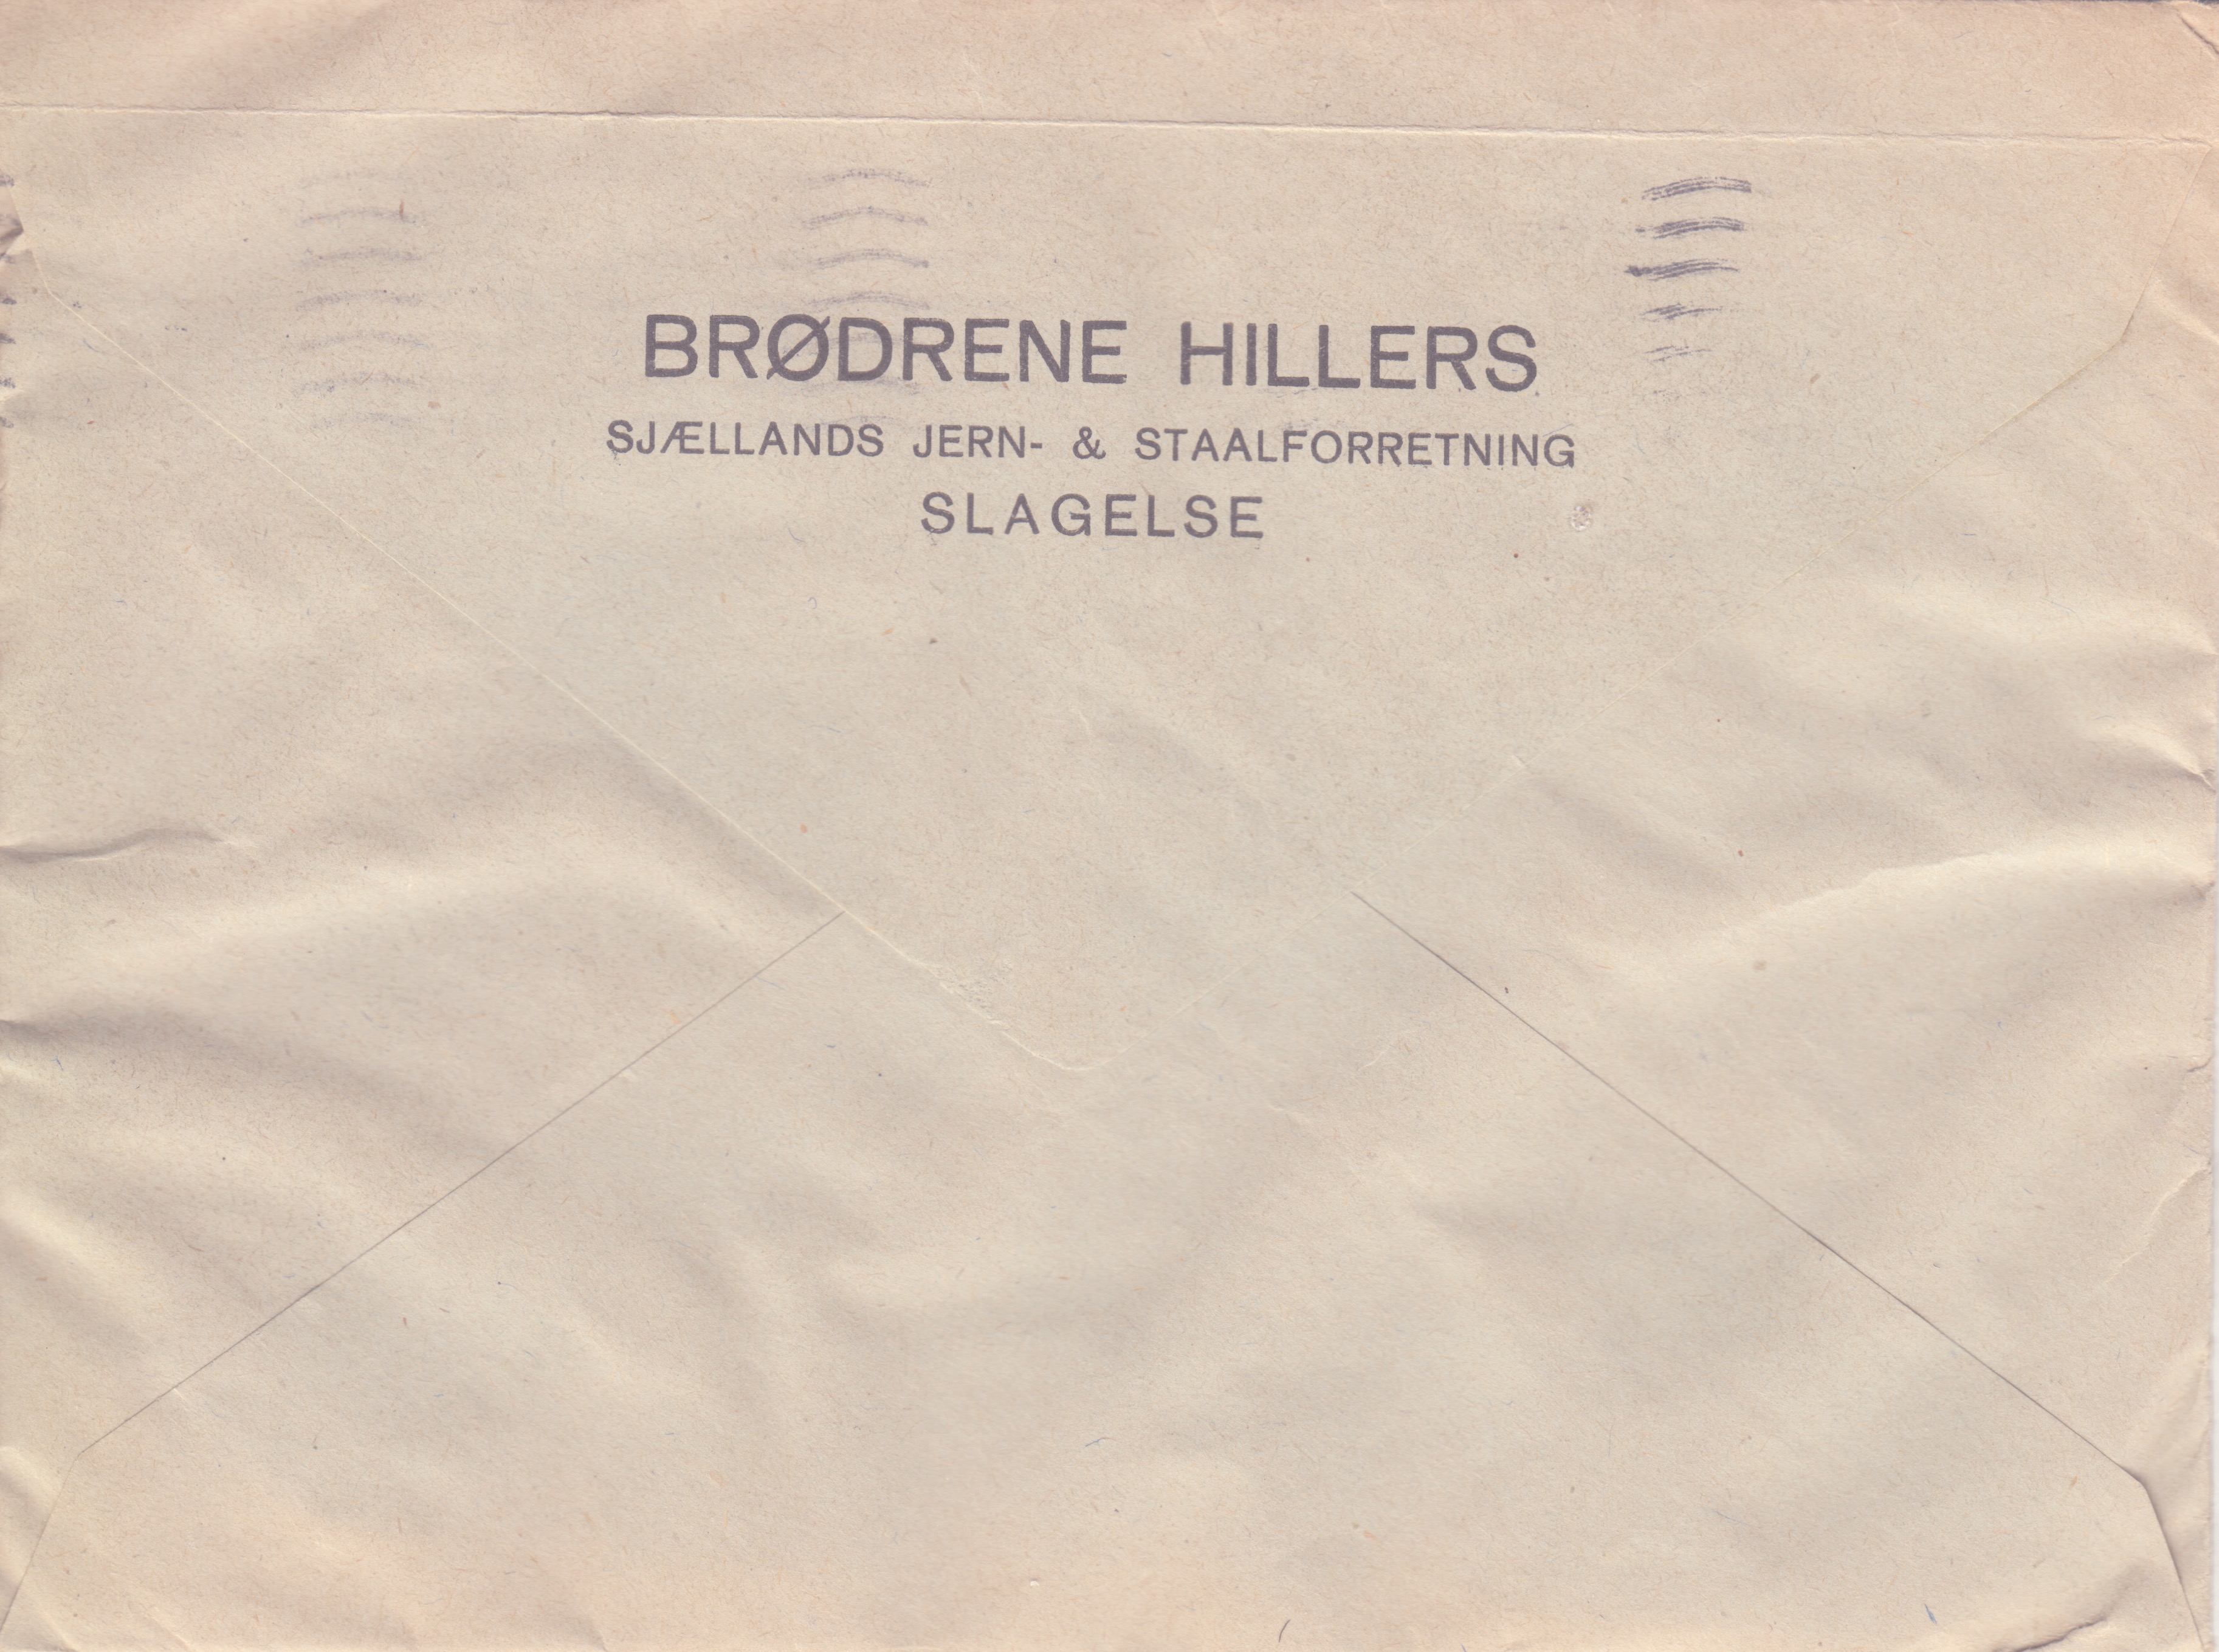 BRØDRENE HILLERS
SJÆLLANDS JERN- & STAALFORRETNING
SLAGELSE